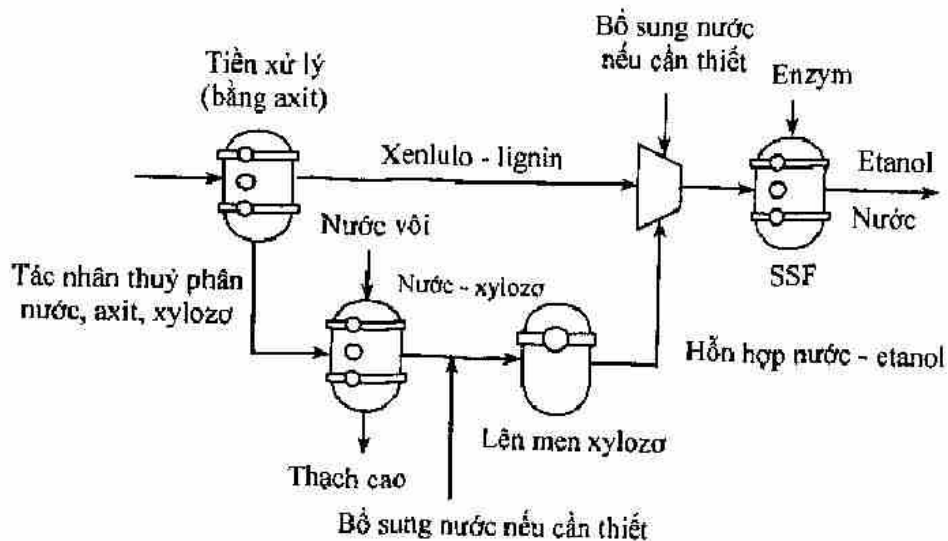 Bổ sung nước
nếu cần thiết
Tiền xử lý
(bằng axit)
Enzym
Xenlulo - lignin
Etanol
Nước
Nước vôi
SSF
Tác nhân thuỷ phân
nước, axit, xylozơ
Nước - xylozơ
Hỗn hợp nước - etanol
Lên men xylozơ
Thạch cao
Bổ sung nước nếu cần thiết